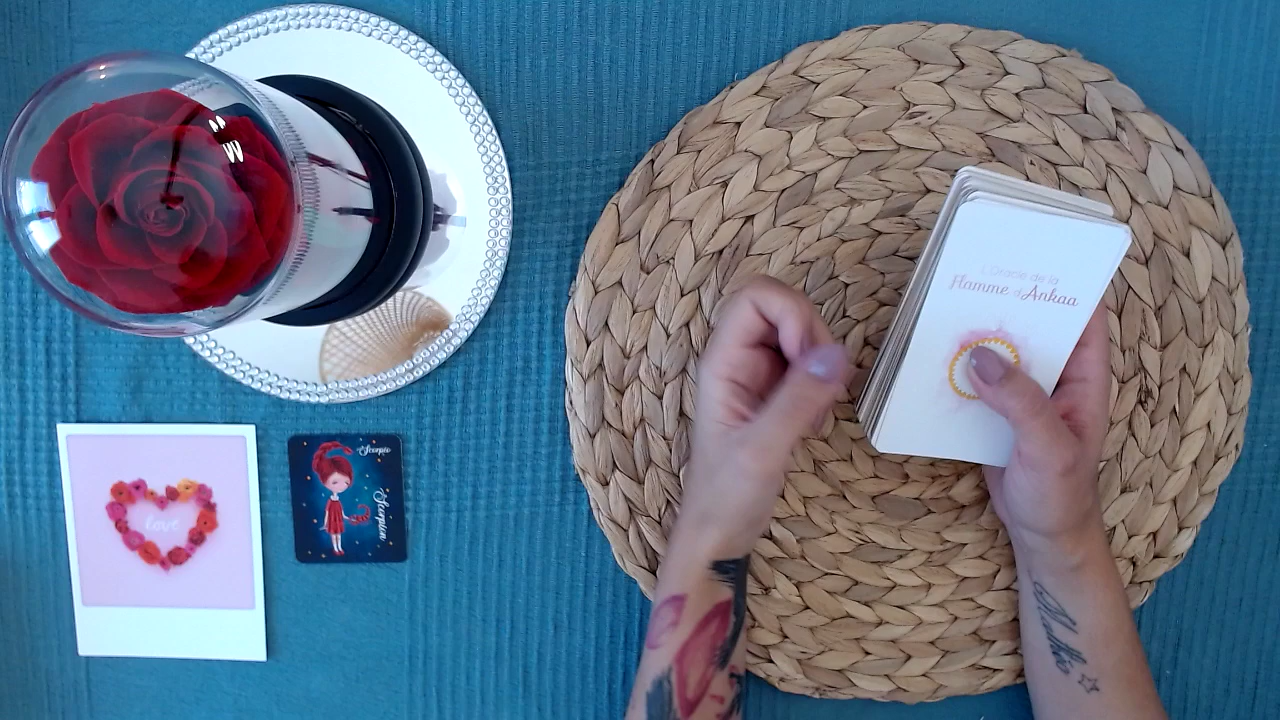 L'Oracle de la
Flamme d'Ankaa
love
Scorpio
Scorpion